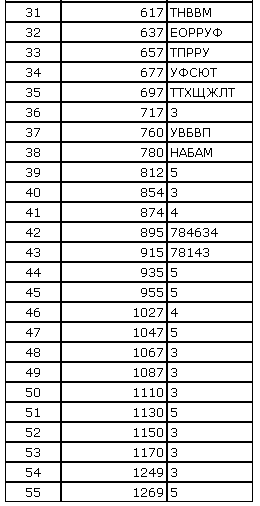 31 617 ТНВВМ
32 637 ЕОРРУФ
33 657 ТПРРУ
34 677 УФСЮТ
35 697 ТТХЩЖЛТ
36 717 3
37 760 УВБВП
38 780 НАБАМ
39 812 5
40 854 3
41 874 4
42 895 784634
43 915 78143
44 935 5
45 955 5
46 1027 4
47 1047 5
48 1067 3
49 1087 3
50 1110 3
51 1130 5
52 1150 3
53 1170 3
54 1249 3
55 1269 5